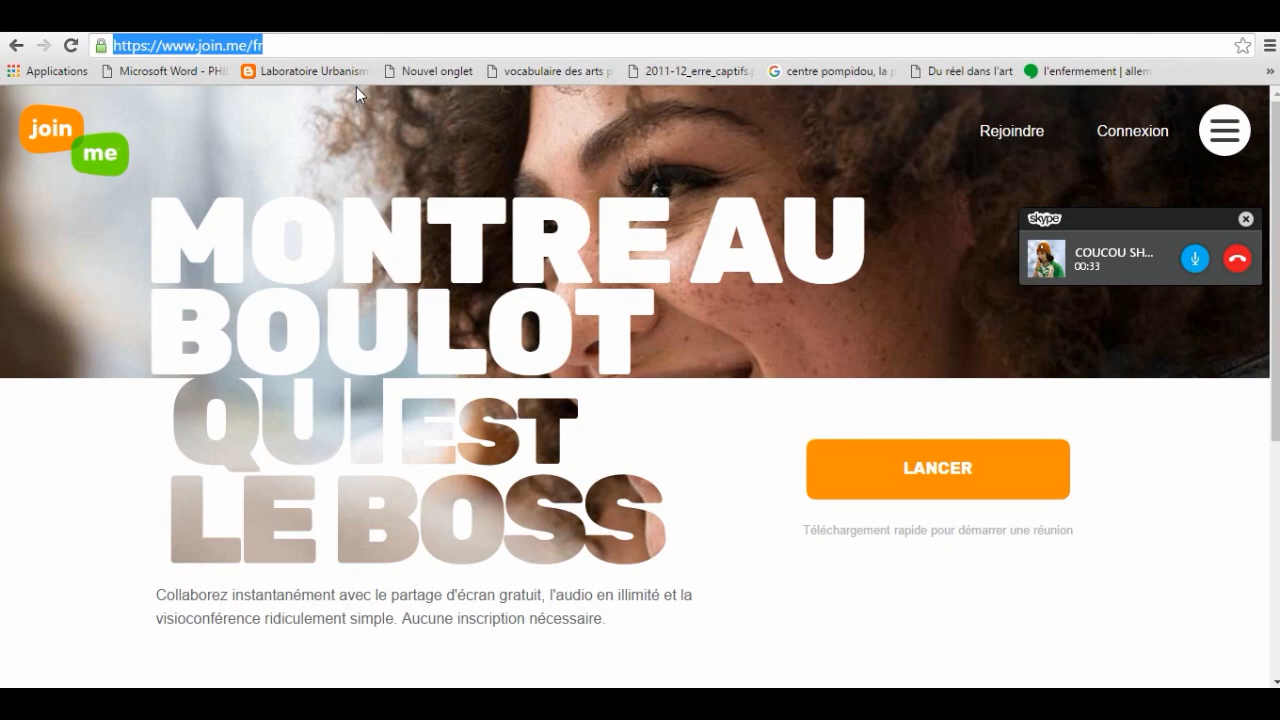 https://www.join.me/fr
Applications
Microsoft Word - PHIL
Laboratoire Urbanism
Nouvel onglet
vocabulaire des arts p
2011-12_erre_captifs.p
centre pompidou, la p
Du réel dans l'art
l'enfermement | allem
»
join
me
Rejoindre
Connexion
skype
COUCOU SH...
00:33
MONTRE AU
BOULOT
QUI EST
LE BOSS
LANCER
Téléchargement rapide pour démarrer une réunion
Collaborez instantanément avec le partage d'écran gratuit, l'audio en illimité et la
visioconférence ridiculement simple. Aucune inscription nécessaire.